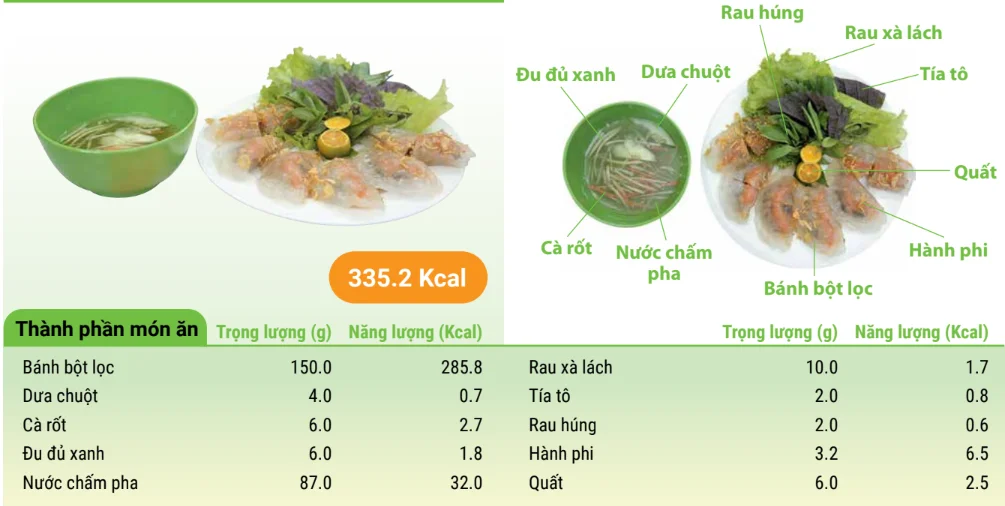 Rau húng
Rau xà lách
Đu đủ xanh
Dưa chuột
Tía tô
Quất
Cà rốt
Nước chấm
pha
Hành phi
Bánh bột lọc
335.2 Kcal
Thành phần món ăn Trọng lượng (g) Năng lượng (Kcal) Trọng lượng (g) Năng lượng (Kcal)
Bánh bột lọc 150.0 285.8 Rau xà lách 10.0 1.7
Dưa chuột 4.0 0.7 Tía tô 2.0 0.8
Cà rốt 6.0 2.7 Rau húng 2.0 0.6
Đu đủ xanh 6.0 1.8 Hành phi 3.2 6.5
Nước chấm pha 87.0 32.0 Quất 6.0 2.5